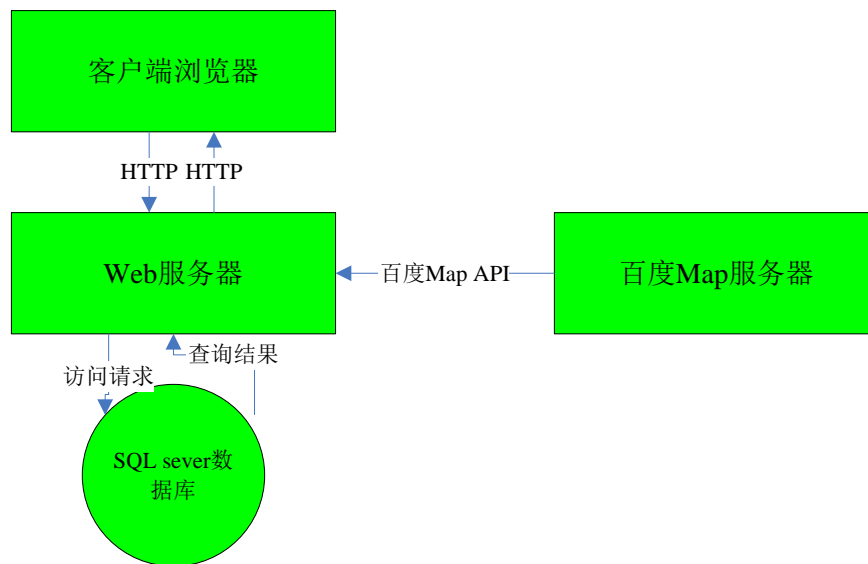 客户端浏览器
HTTP HTTP
Web服务器
百度Map API
百度Map服务器
查询结果
访问请求
SQL sever数
据库